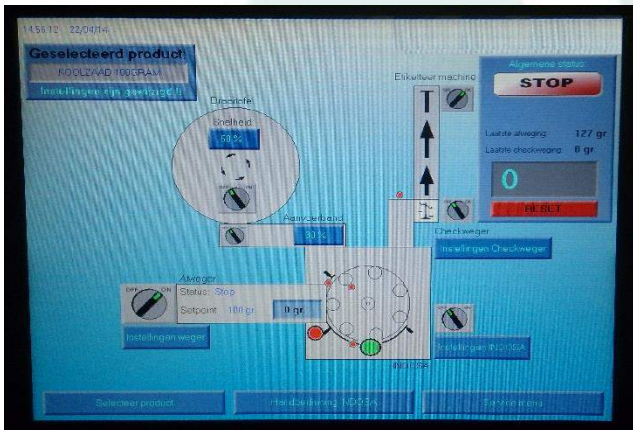 14:56:12 22/04/14
Geselecteerd product
KOOLZAAD 100GRAM
Instellingen zijn gewijzigd !!
Draaitafel
Snelheid
50 %
OFF ON
Aanvoerband
30 %
Etiketteer machine
Algemene status:
STOP
Laatste afweging: 127 gr
Laatste checkweging: 0 gr
0
RESET
Checkweger
Instellingen Checkweger
Afweger
OFF ON
Status: Stop
Setpoint 100 gr 0 gr
Instellingen weger
Instellingen INDOSA
INDOSA
Selecteer product
Handbediening INDOSA
Service menu